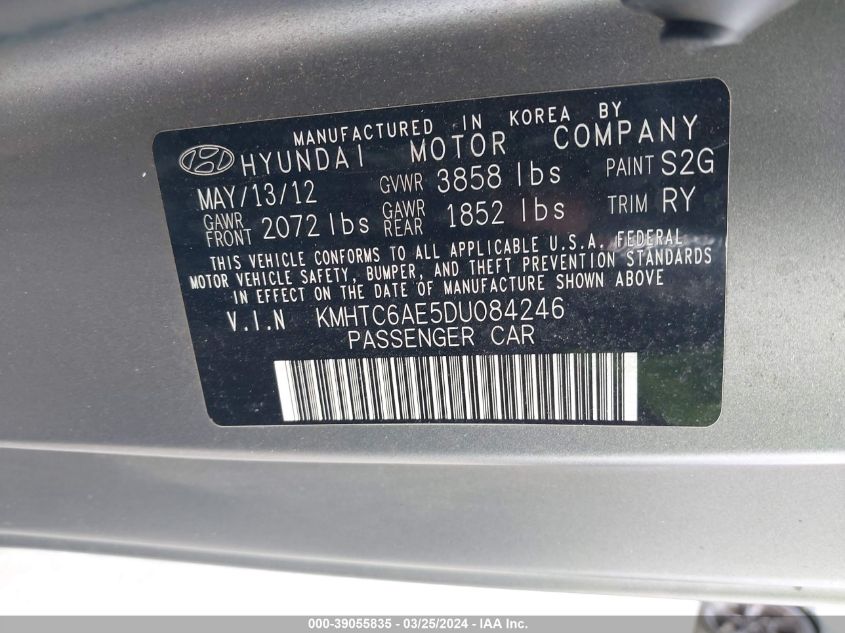 MANUFACTURED IN KOREA BY
HYUNDAI MOTOR COMPANY
MAY/13/12 GVWR 3858 lbs PAINT S2G
GAWR FRONT 2072 lbs GAWR REAR 1852 lbs TRIM RY
THIS VEHICLE CONFORMS TO ALL APPLICABLE U.S.A. FEDERAL
MOTOR VEHICLE SAFETY, BUMPER, AND THEFT PREVENTION STANDARDS
IN EFFECT ON THE DATE OF MANUFACTURE SHOWN ABOVE
V.I.N KMHTC6AE5DU084246
PASSENGER CAR
000-39055835 - 03/25/2024 - IAA Inc.